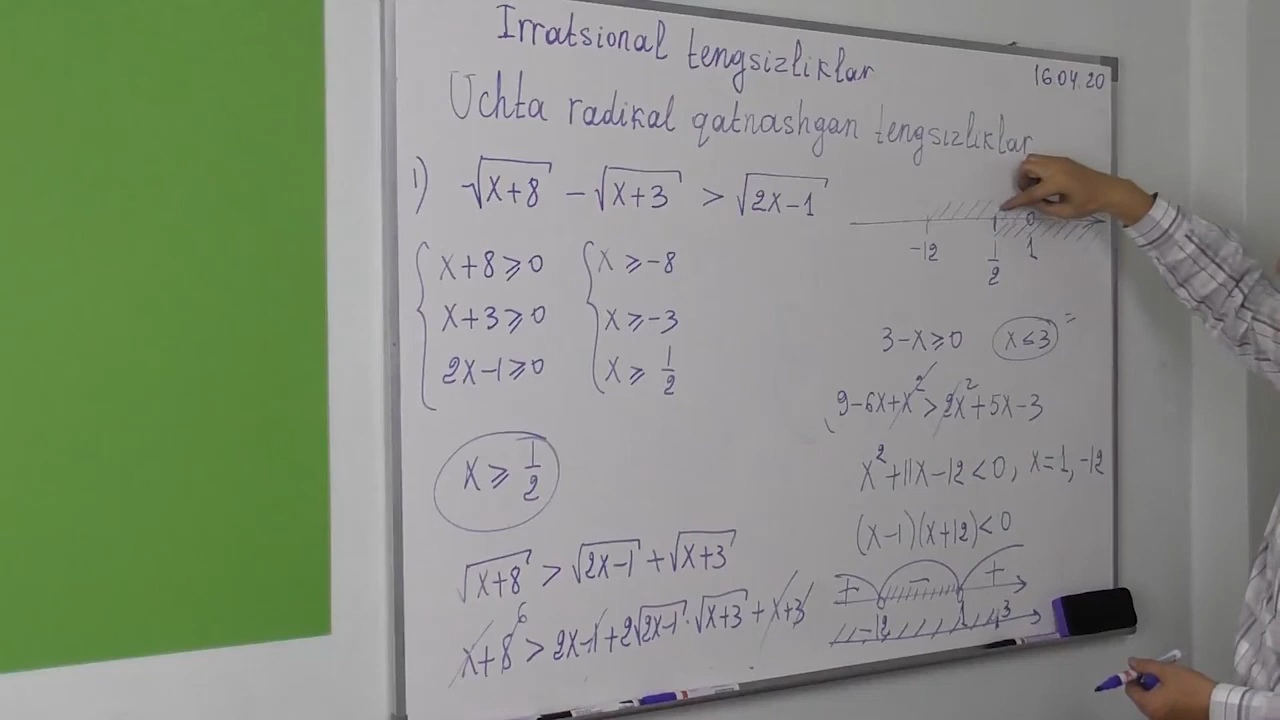 Irratsional tengsizliklar
16.04.20
Uchta radikal qatnashgan tengsizliklar
1) √x+8 − √x+3 > √2x−1
x+8 ≥ 0
x+3 ≥ 0
2x−1 ≥ 0
x ≥ −8
x ≥ −3
x ≥ 1/2
x ≥ 1/2
√x+8 > √2x−1 + √x+3
x+8 6 > 2x−1+2√2x−1 · √x+3 + x+3
0
−12 1/2 1
3−x ≥ 0 x ≤ 3
9−6x+x² > 2x²+5x−3
x²+11x−12 < 0, x=1, −12
(x−1)(x+12) < 0
+ − +
−12 1 3